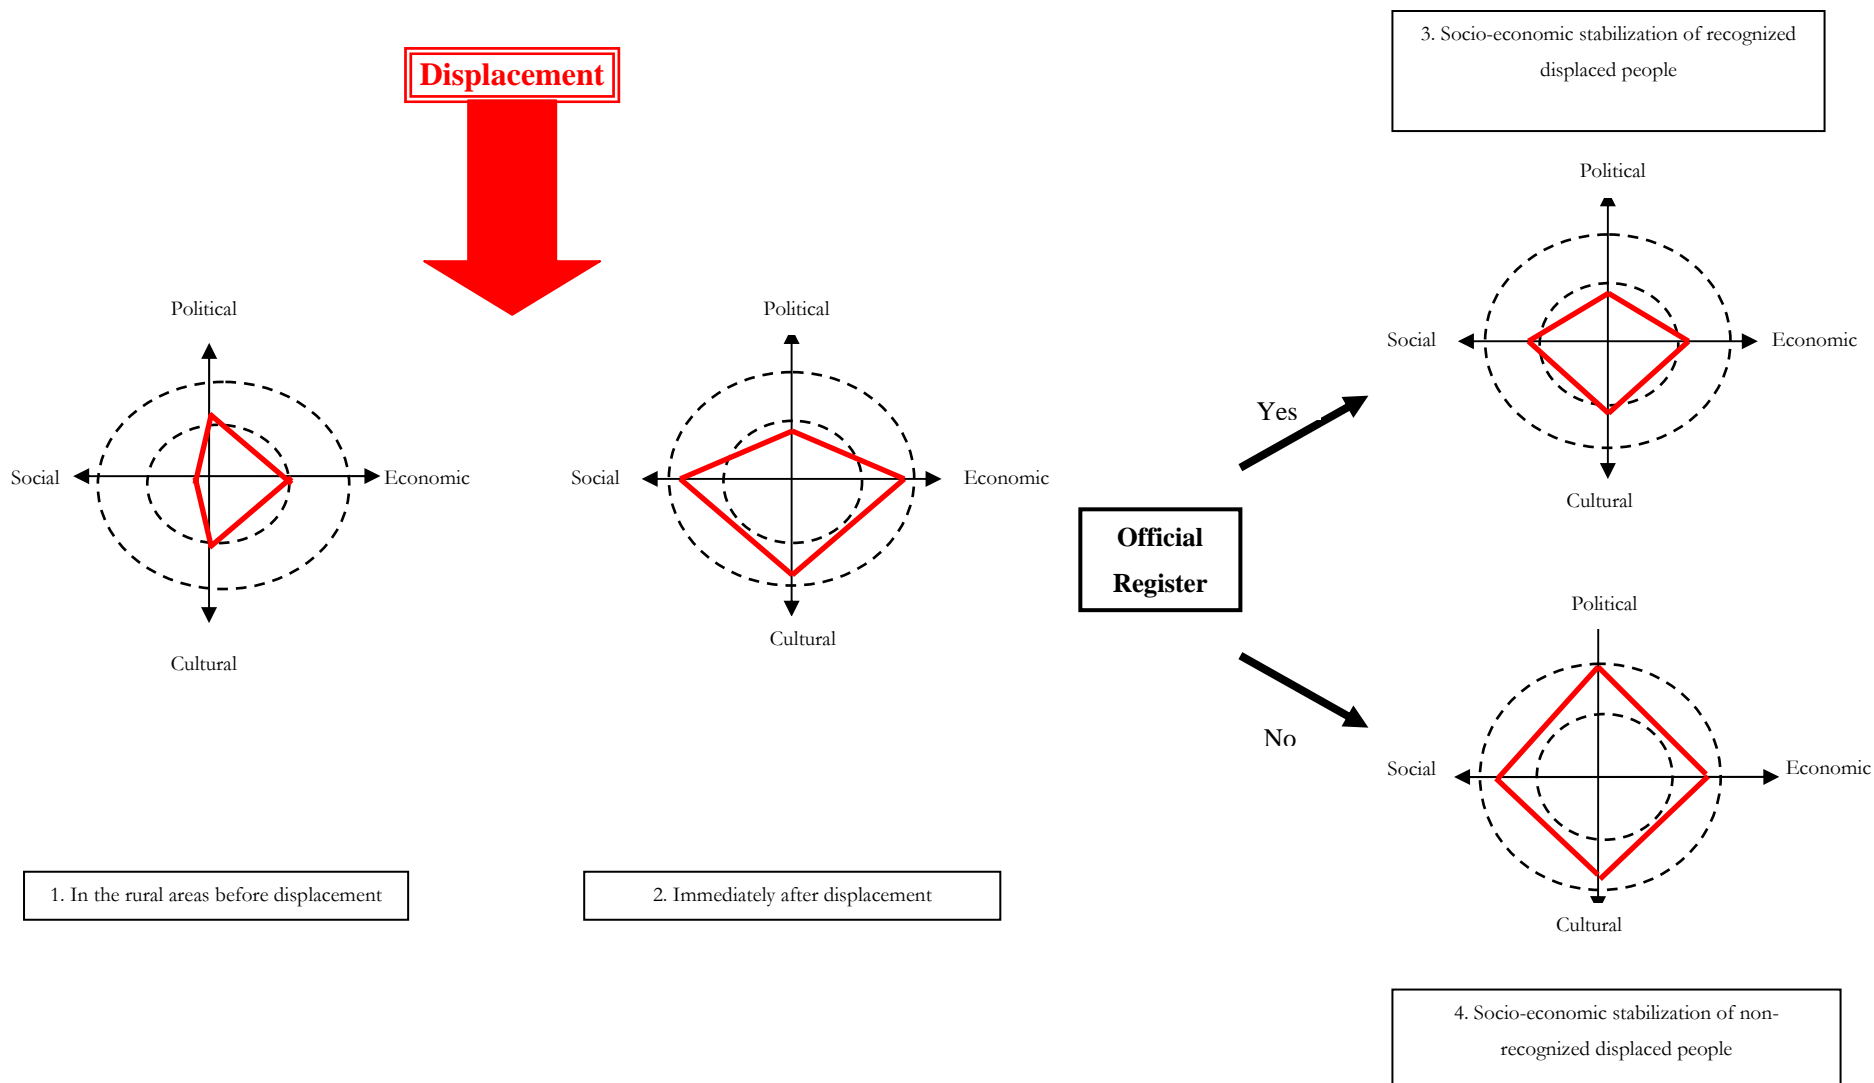 Displacement
Political
Social
Economic
Cultural
1. In the rural areas before displacement
Political
Social
Economic
Cultural
2. Immediately after displacement
Official
Register
Yes
No
3. Socio-economic stabilization of recognized
displaced people
Political
Social
Economic
Cultural
Political
Social
Economic
Cultural
4. Socio-economic stabilization of non-
recognized displaced people